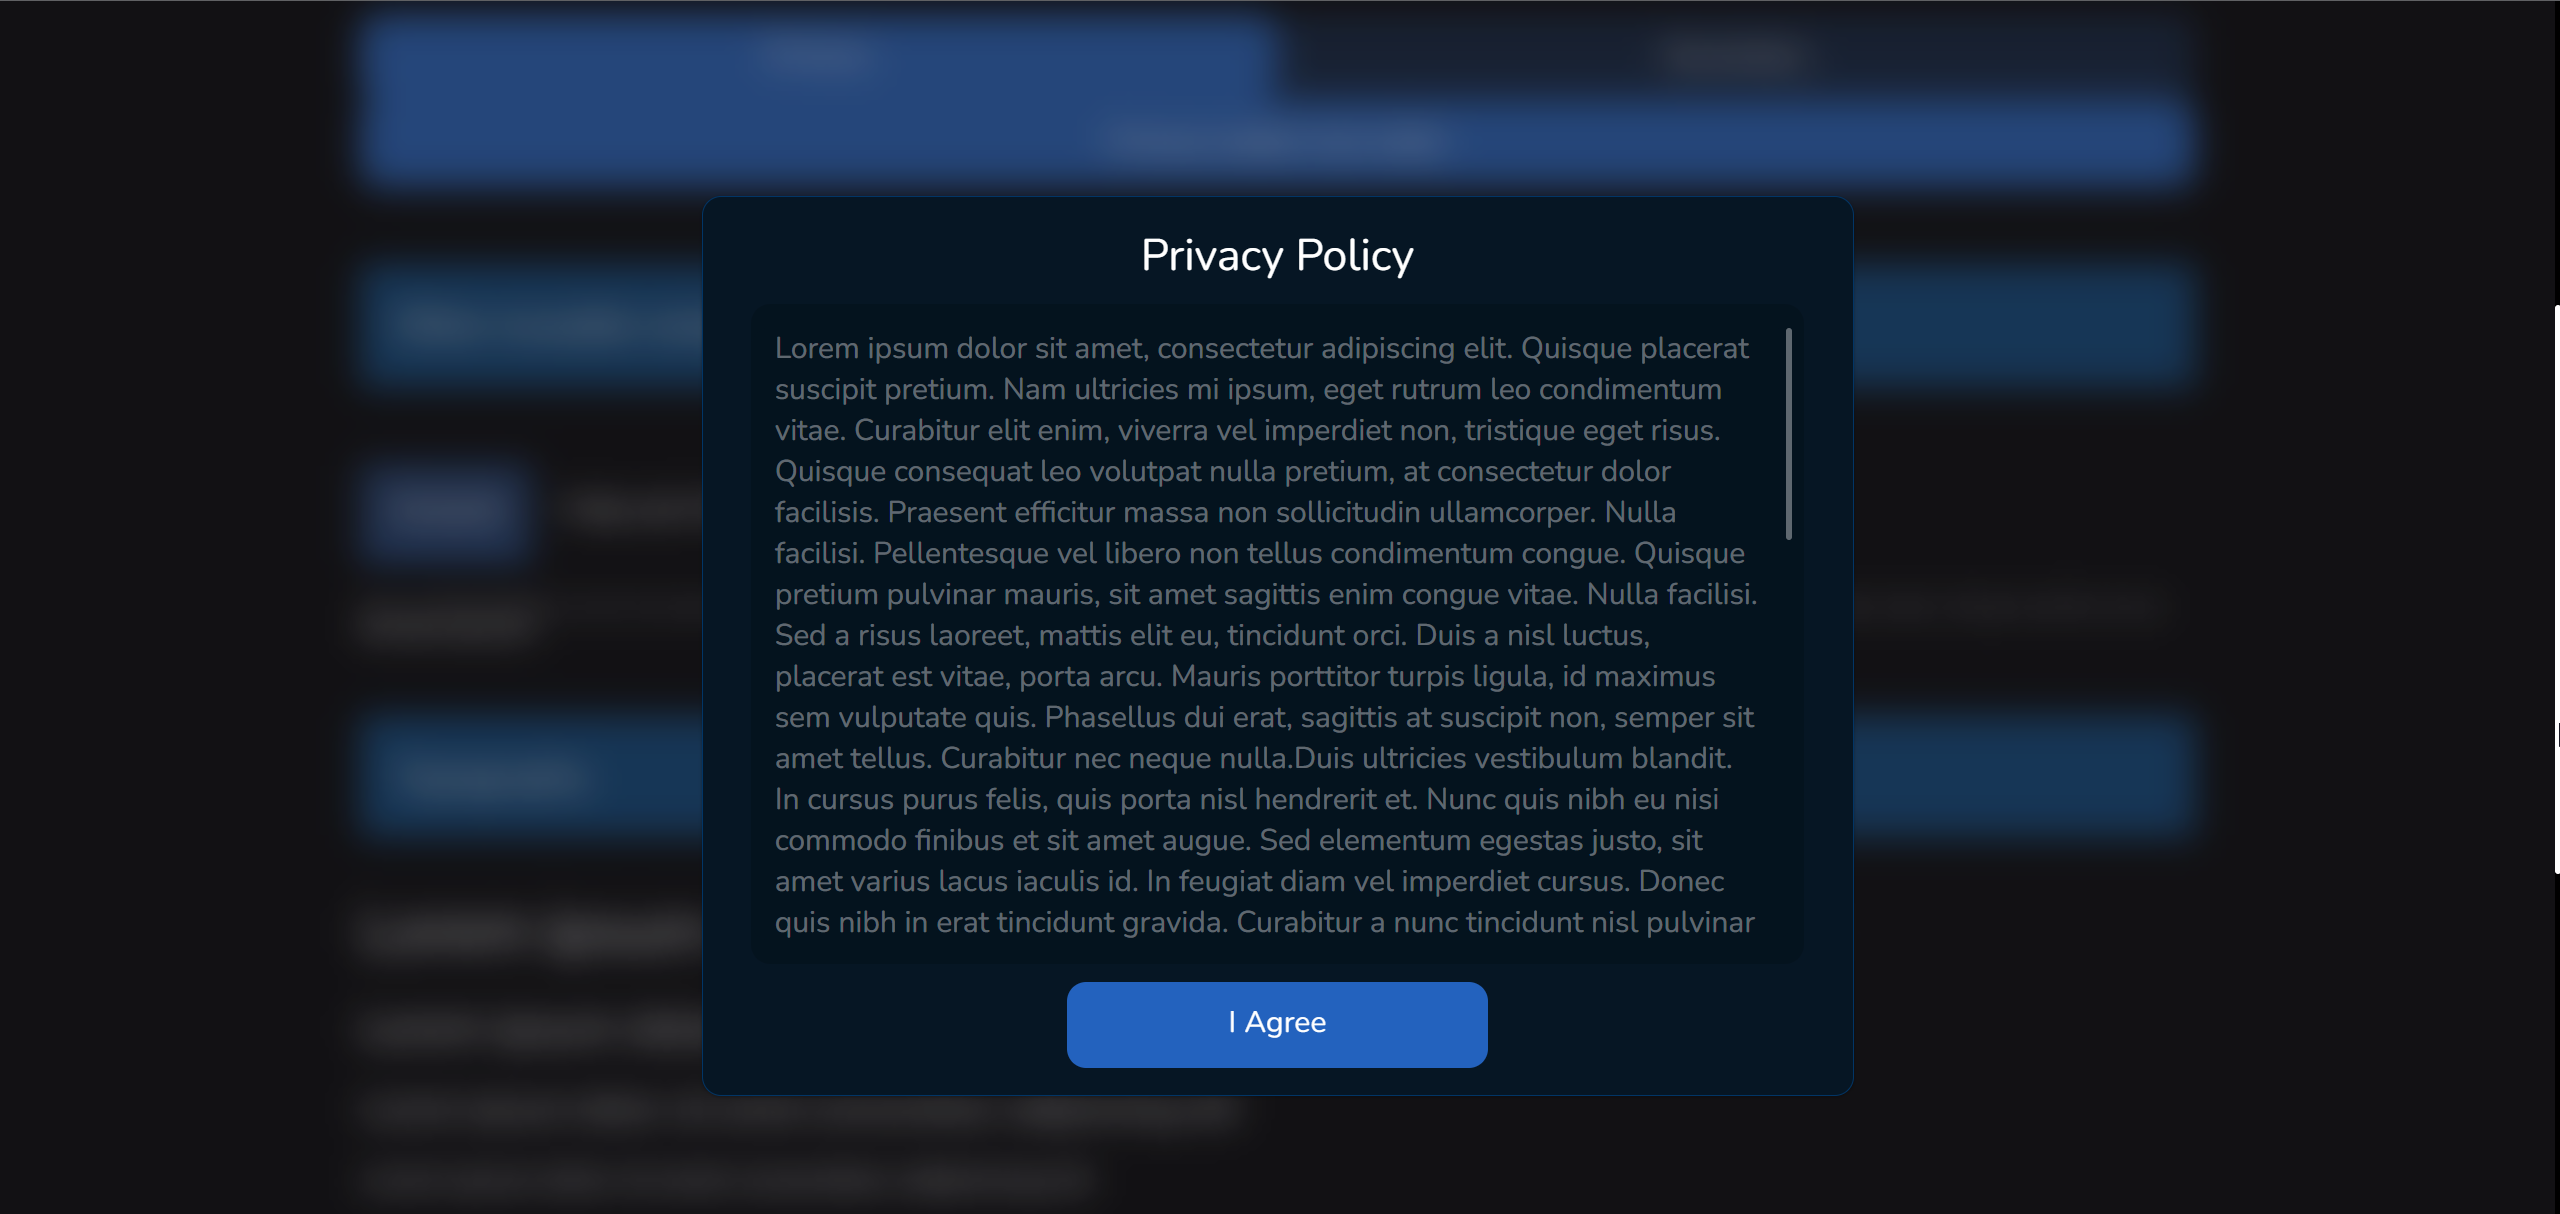 Privacy Policy
Lorem ipsum dolor sit amet, consectetur adipiscing elit. Quisque placerat
suscipit pretium. Nam ultricies mi ipsum, eget rutrum leo condimentum
vitae. Curabitur elit enim, viverra vel imperdiet non, tristique eget risus.
Quisque consequat leo volutpat nulla pretium, at consectetur dolor
facilisis. Praesent efficitur massa non sollicitudin ullamcorper. Nulla
facilisi. Pellentesque vel libero non tellus condimentum congue. Quisque
pretium pulvinar mauris, sit amet sagittis enim congue vitae. Nulla facilisi.
Sed a risus laoreet, mattis elit eu, tincidunt orci. Duis a nisl luctus,
placerat est vitae, porta arcu. Mauris porttitor turpis ligula, id maximus
sem vulputate quis. Phasellus dui erat, sagittis at suscipit non, semper sit
amet tellus. Curabitur nec neque nulla.Duis ultricies vestibulum blandit.
In cursus purus felis, quis porta nisl hendrerit et. Nunc quis nibh eu nisi
commodo finibus et sit amet augue. Sed elementum egestas justo, sit
amet varius lacus iaculis id. In feugiat diam vel imperdiet cursus. Donec
quis nibh in erat tincidunt gravida. Curabitur a nunc tincidunt nisl pulvinar
I Agree